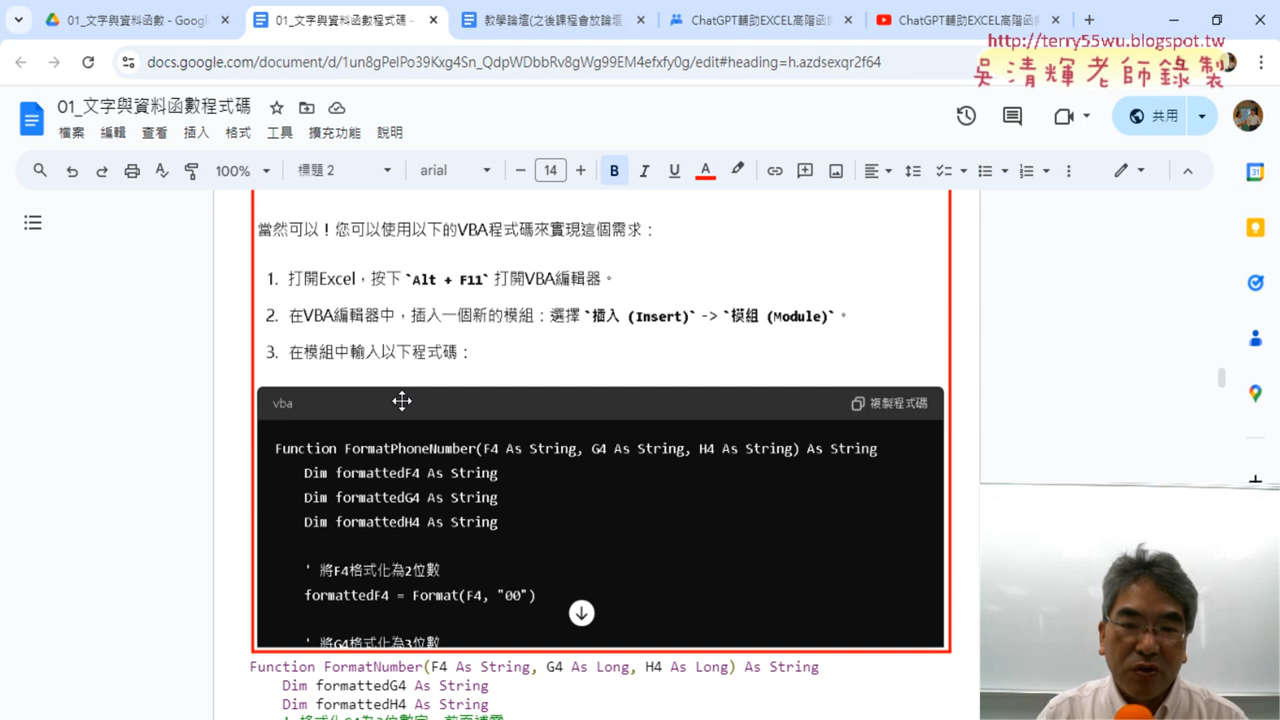 01_文字與資料函數 - Googl
01_文字與資料函數程式碼 -
教學論壇(之後課程會放論壇
ChatGPT輔助EXCEL高階函
ChatGPT輔助EXCEL高階函
http://terry55wu.blogspot.tw
docs.google.com/document/d/1un8gPelPo39Kxg4Sn_QdpWDbbRv8gWg99EM4efxfy0g/edit#heading=h.azdsexqr2f64
吳清輝老師錄製
01_文字與資料函數程式碼
檔案 編輯 查看 插入 格式 工具 擴充功能 說明
共用
100% 標題 2 arial 14 B I U A
當然可以！您可以使用以下的VBA程式碼來實現這個需求：
1. 打開Excel，按下 `Alt + F11` 打開VBA編輯器。
2. 在VBA編輯器中，插入一個新的模組：選擇 `插入 (Insert)` -> `模組 (Module)`。
3. 在模組中輸入以下程式碼：
vba
複製程式碼
Function FormatPhoneNumber(F4 As String, G4 As String, H4 As String) As String
Dim formattedF4 As String
Dim formattedG4 As String
Dim formattedH4 As String
' 將F4格式化為2位數
formattedF4 = Format(F4, "00")
' 將G4格式化為3位數
Function FormatNumber(F4 As String, G4 As Long, H4 As Long) As String
Dim formattedG4 As String
Dim formattedH4 As String